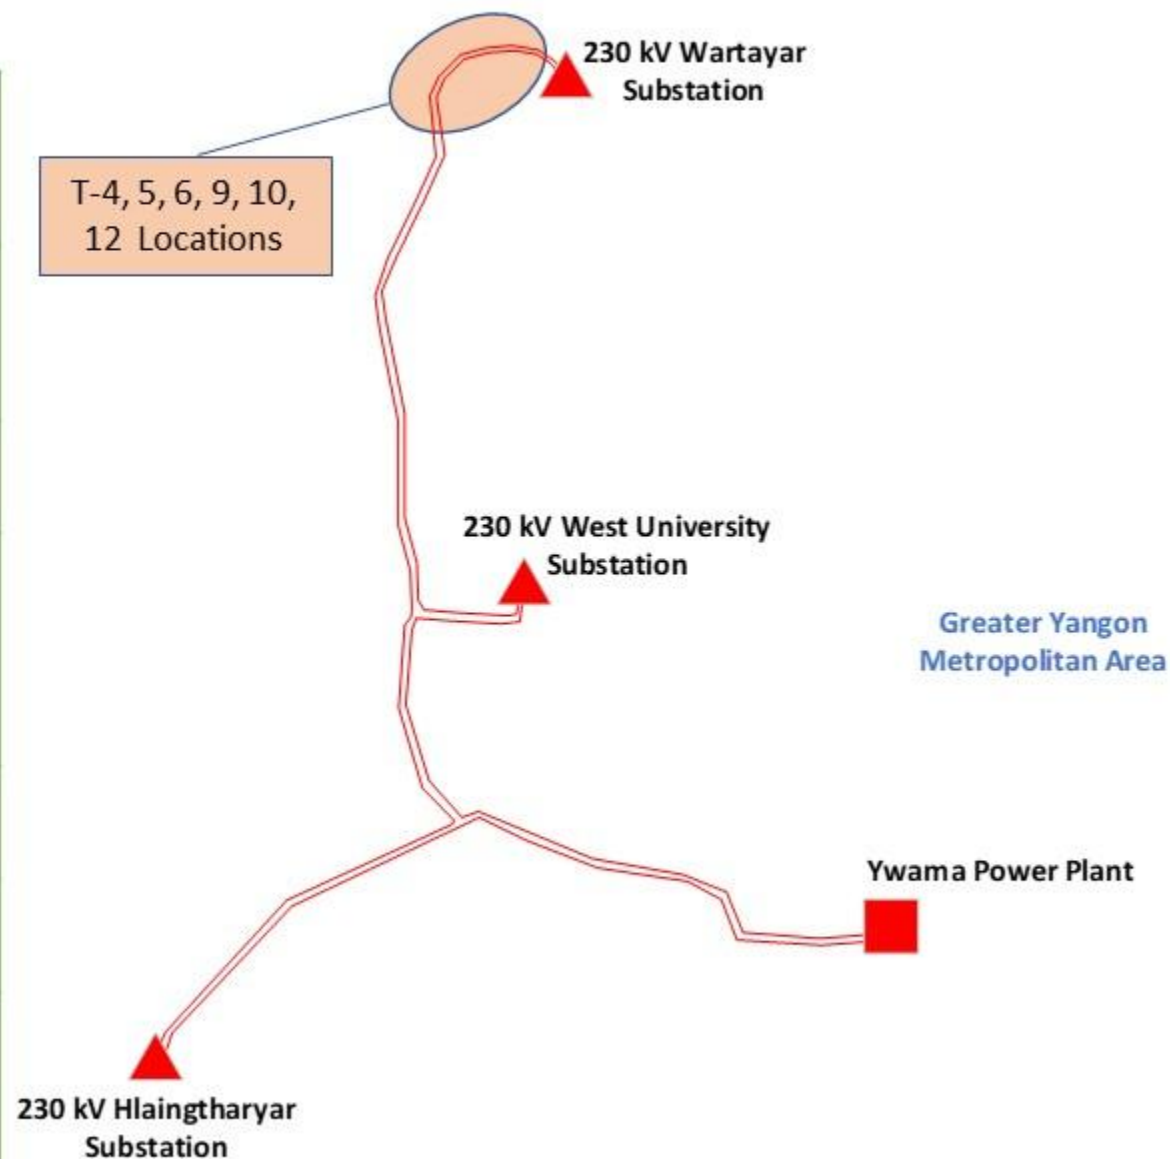 230 kV Wartayar
Substation
T-4, 5, 6, 9, 10,
12 Locations
230 kV West University
Substation
Greater Yangon
Metropolitan Area
Ywama Power Plant
230 kV Hlaingtharyar
Substation